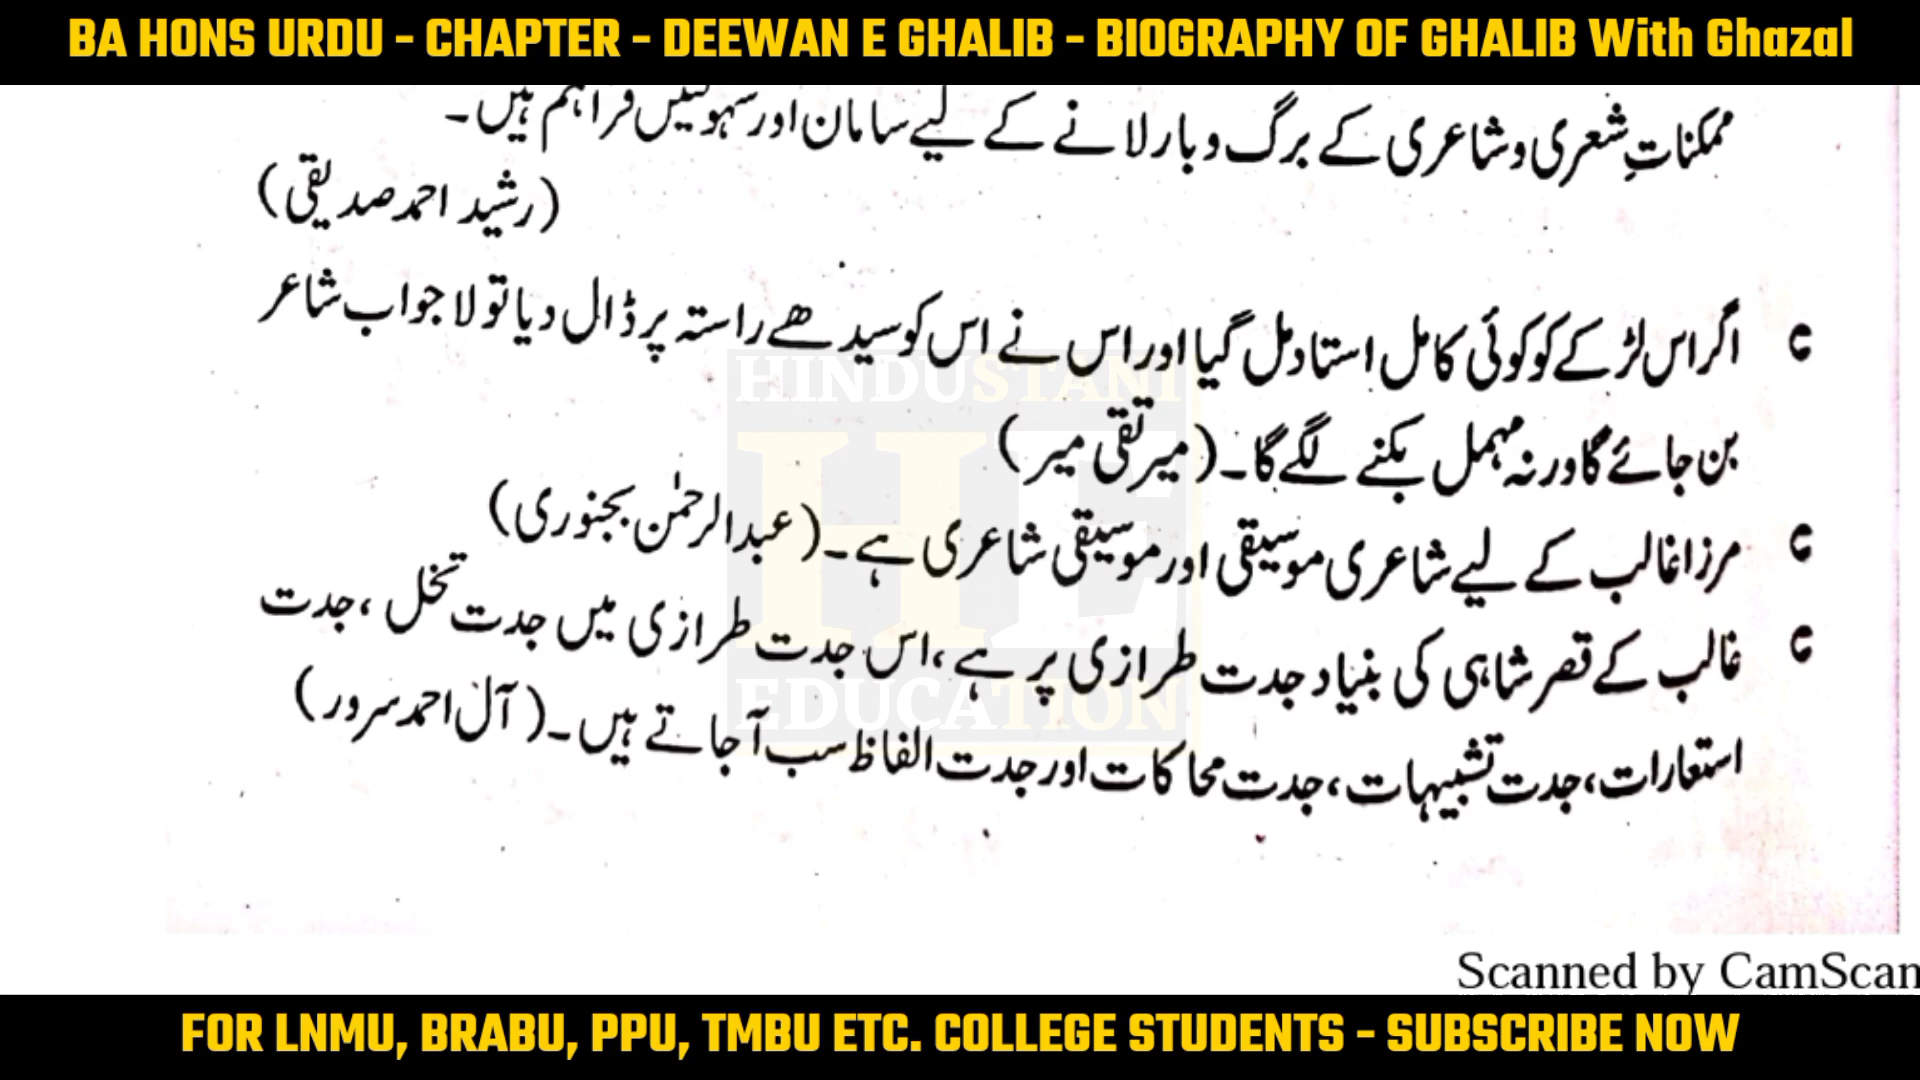 BA HONS URDU - CHAPTER - DEEWAN E GHALIB - BIOGRAPHY OF GHALIB With Ghazal
ممکناتِ شعری و شاعری کے برگ و بار لانے کے لیے سامان اور سہولتیں فراہم ہیں۔
(رشید احمد صدیقی)
اگر اس لڑکے کو کوئی کامل استاد مل گیا اور اس نے اس کو سیدھے راستہ پر ڈال دیا تو لا جواب شاعر
بن جائے گا ورنہ مہمل بکنے لگے گا۔ (میر تقی میر)
مرزا غالب کے لیے شاعری موسیقی اور موسیقی شاعری ہے۔ (عبدالرحمٰن بجنوری)
غالب کے قصر شاہی کی بنیاد جدت طرازی پر ہے، اس جدت طرازی میں جدت تخل، جدت
استعارات، جدت تشبیہات، جدت محاکات اور جدت الفاظ سب آ جاتے ہیں۔ (آل احمد سرور)
HINDUSTANI
HE
EDUCATION
Scanned by CamScan
FOR LNMU, BRABU, PPU, TMBU ETC. COLLEGE STUDENTS - SUBSCRIBE NOW